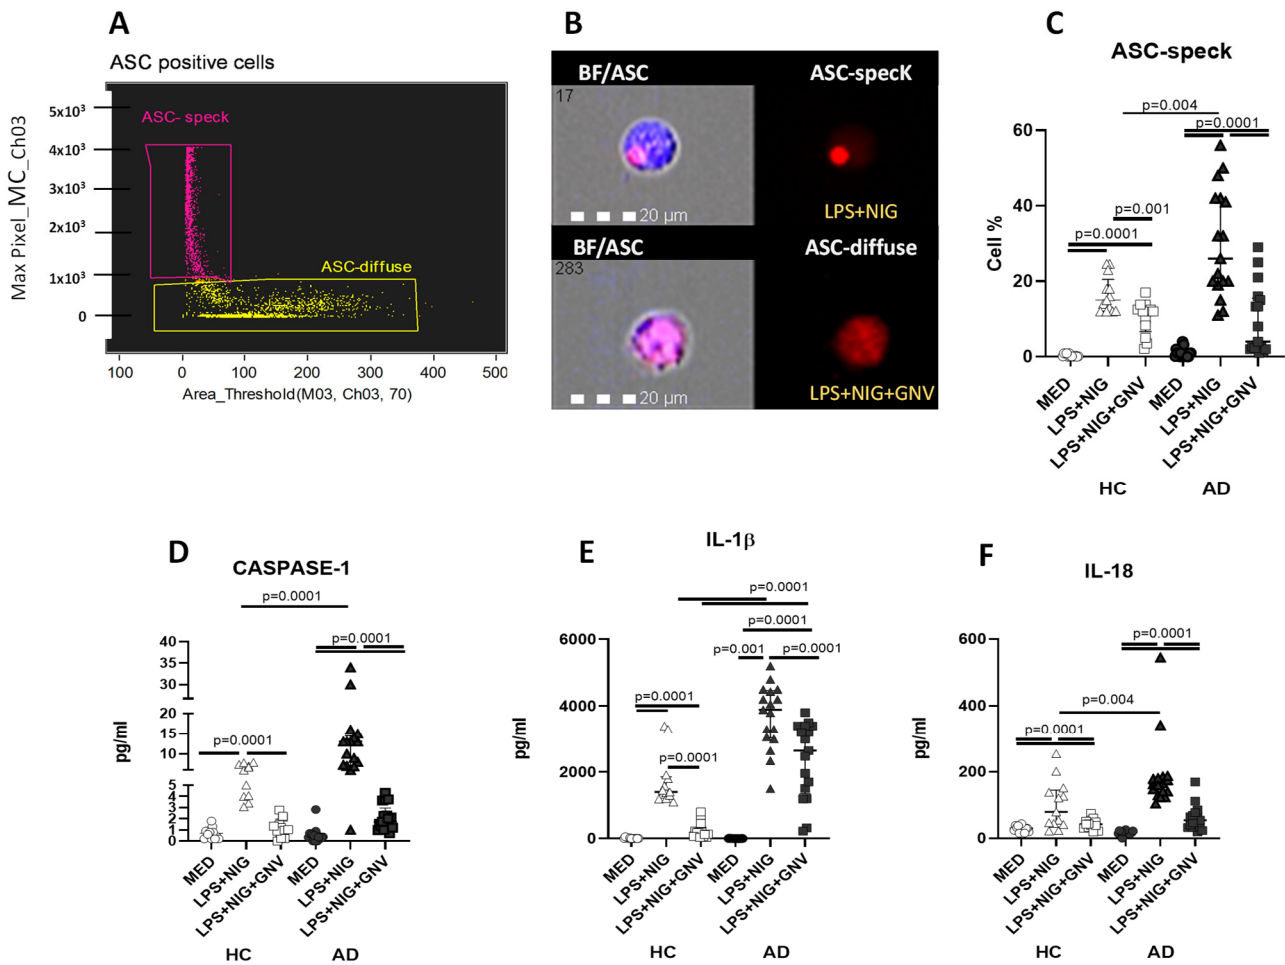 A
ASC positive cells
Max Pixel_MC_Ch03
5x10³
4x10³
3x10³
2x10³
1x10³
0
ASC- speck
ASC-diffuse
100 0 100 200 300 400 500
Area_Threshold(M03, Ch03, 70)
B
BF/ASC
ASC-specK
17
20 µm
LPS+NIG
BF/ASC
ASC-diffuse
283
20 µm
LPS+NIG+GNV
C
ASC-speck
p=0.004
p=0.0001
p=0.001
p=0.0001
Cell %
60
40
20
0
MED
LPS+NIG
LPS+NIG+GNV
MED
LPS+NIG
LPS+NIG+GNV
HC
AD
D
CASPASE-1
p=0.0001
p=0.0001
p=0.0001
pg/ml
40
35
30
20
15
10
5
4
3
2
1
0
MED
LPS+NIG
LPS+NIG+GNV
MED
LPS+NIG
LPS+NIG+GNV
HC
AD
E
IL-1β
p=0.0001
p=0.0001
p=0.001
p=0.0001
p=0.0001
p=0.0001
pg/ml
6000
4000
2000
0
MED
LPS+NIG
LPS+NIG+GNV
MED
LPS+NIG
LPS+NIG+GNV
HC
AD
F
IL-18
p=0.0001
p=0.004
p=0.0001
pg/ml
600
400
200
0
MED
LPS+NIG
LPS+NIG+GNV
MED
LPS+NIG
LPS+NIG+GNV
HC
AD